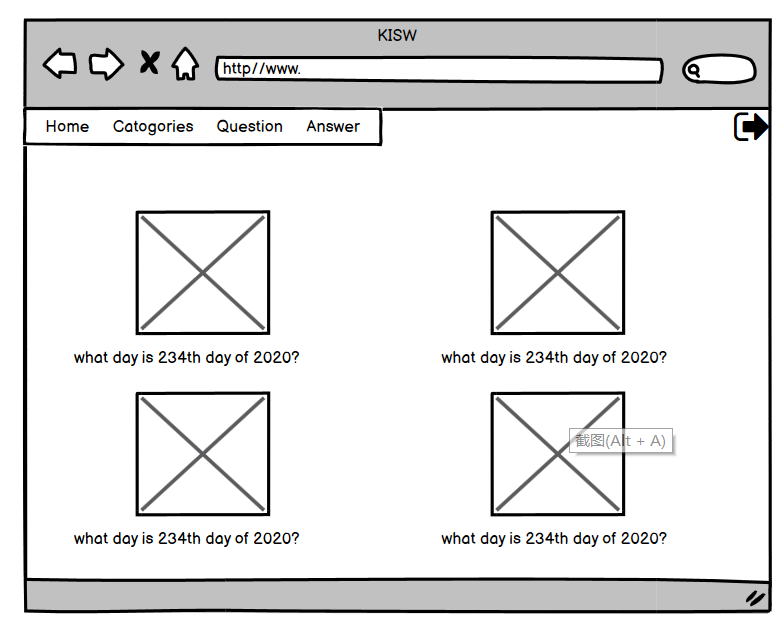 KISW
http//www.
Home Catogories Question Answer
what day is 234th day of 2020? what day is 234th day of 2020?
截图(Alt + A)
what day is 234th day of 2020? what day is 234th day of 2020?